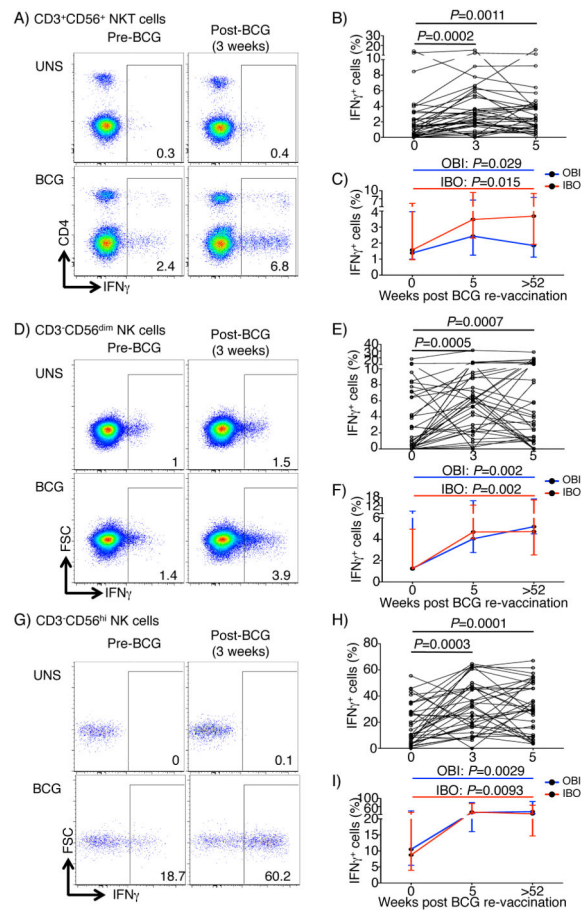 A) CD3⁺CD56⁺ NKT cells
Pre-BCG
Post-BCG
(3 weeks)
UNS
0.3
0.4
BCG
2.4
6.8
CD4
IFNγ
B)
P=0.0011
P=0.0002
IFNγ⁺ cells (%)
30
20
10
10
8
6
4
2
0
0 3 5
C)
OBI: P=0.029
IBO: P=0.015
OBI
IBO
IFNγ⁺ cells (%)
10
7
4
4
3
2
1
0
0 5 >52
Weeks post BCG re-vaccination
D) CD3⁻CD56ᵈⁱᵐ NK cells
Pre-BCG
Post-BCG
(3 weeks)
UNS
1
1.5
BCG
1.4
3.9
FSC
IFNγ
E)
P=0.0007
P=0.0005
IFNγ⁺ cells (%)
40
30
20
10
10
8
6
4
2
0
0 3 5
F)
OBI: P=0.002
IBO: P=0.002
OBI
IBO
IFNγ⁺ cells (%)
18
12
6
6
4
2
0
0 5 >52
Weeks post BCG re-vaccination
G) CD3⁻CD56ʰⁱ NK cells
Pre-BCG
Post-BCG
(3 weeks)
UNS
0
0.1
BCG
18.7
60.2
FSC
IFNγ
H)
P=0.0001
P=0.0003
IFNγ⁺ cells (%)
80
60
40
20
0
0 3 5
I)
OBI: P=0.0029
IBO: P=0.0093
OBI
IBO
IFNγ⁺ cells (%)
100
60
20
20
15
10
5
0
0 5 >52
Weeks post BCG re-vaccination